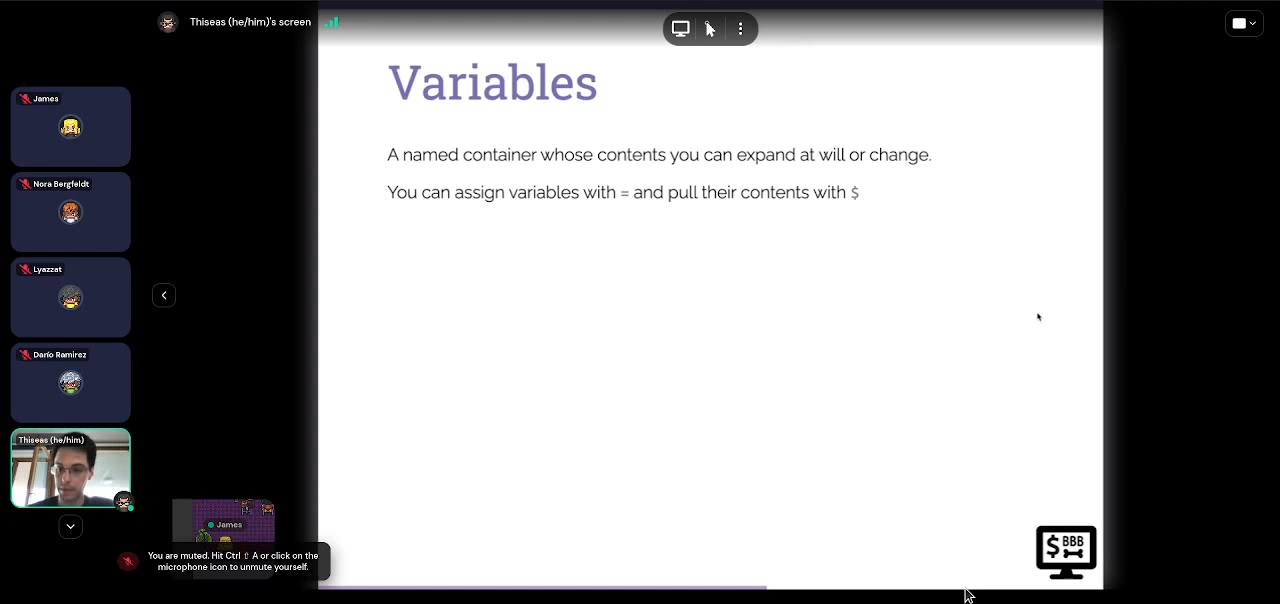 Thiseas (he/him)'s screen
James
Nora Bergfeldt
Lyazzat
Darío Ramirez
Thiseas (he/him)
Variables
A named container whose contents you can expand at will or change.
You can assign variables with = and pull their contents with $
James
You are muted. Hit Ctrl ⇧ A or click on the
microphone icon to unmute yourself.
$ BBB